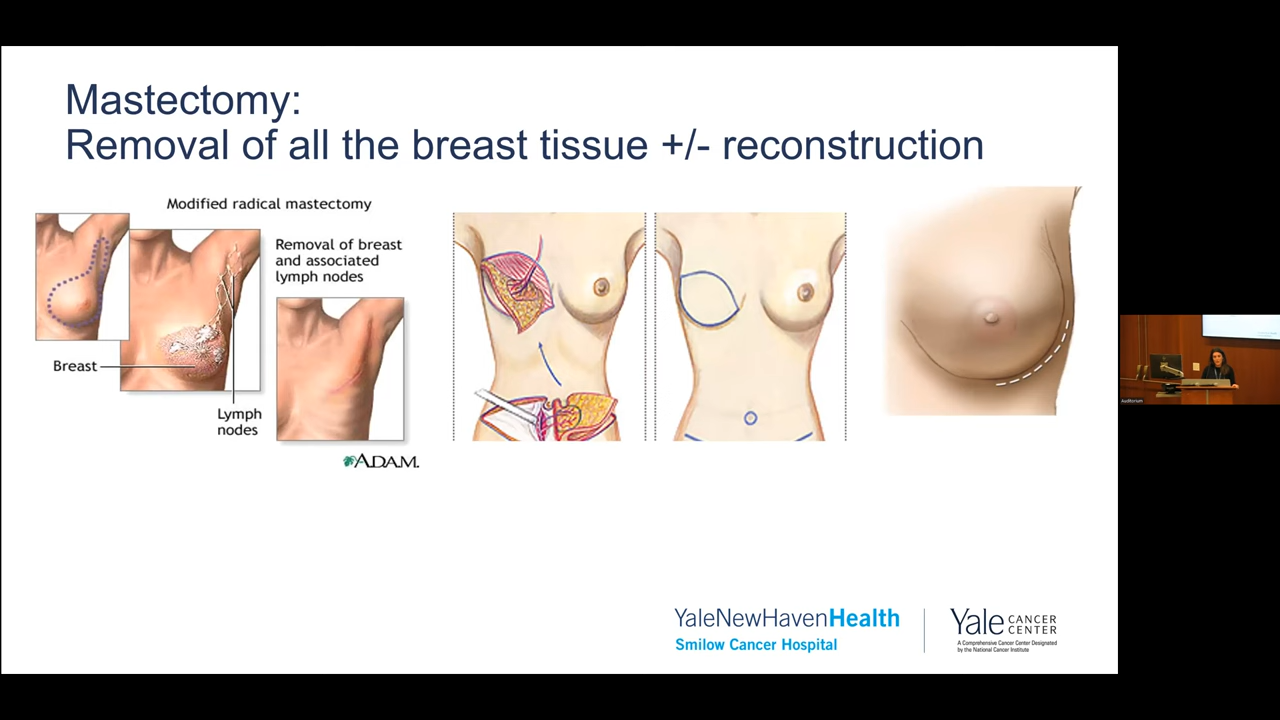 Mastectomy:
Removal of all the breast tissue +/- reconstruction
Modified radical mastectomy
Removal of breast
and associated
lymph nodes
Breast
Lymph
nodes
A.D.A.M.
YaleNewHavenHealth
Smilow Cancer Hospital
Yale CANCER
CENTER
A Comprehensive Cancer Center Designated
by the National Cancer Institute
Auditorium